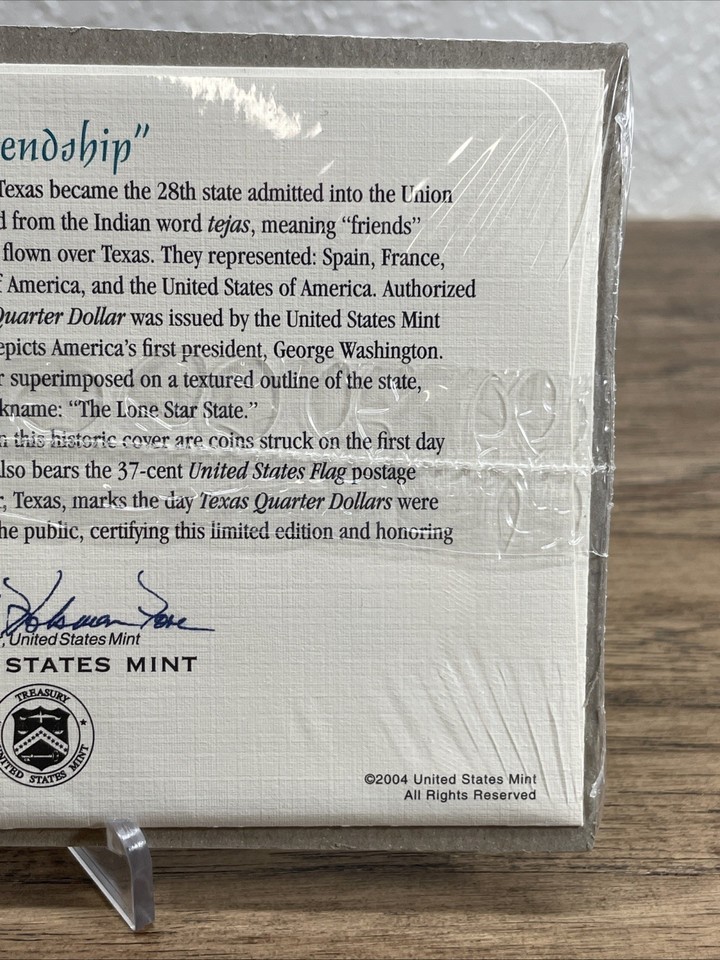 endship"
Texas became the 28th state admitted into the Union
d from the Indian word tejas, meaning “friends”
flown over Texas. They represented: Spain, France,
f America, and the United States of America. Authorized
Quarter Dollar was issued by the United States Mint
epicts America’s first president, George Washington.
r superimposed on a textured outline of the state,
kname: “The Lone Star State.”
n this historic cover are coins struck on the first day
lso bears the 37-cent United States Flag postage
r, Texas, marks the day Texas Quarter Dollars were
he public, certifying this limited edition and honoring
, United States Mint
STATES MINT
TREASURY
UNITED STATES MINT
©2004 United States Mint
All Rights Reserved